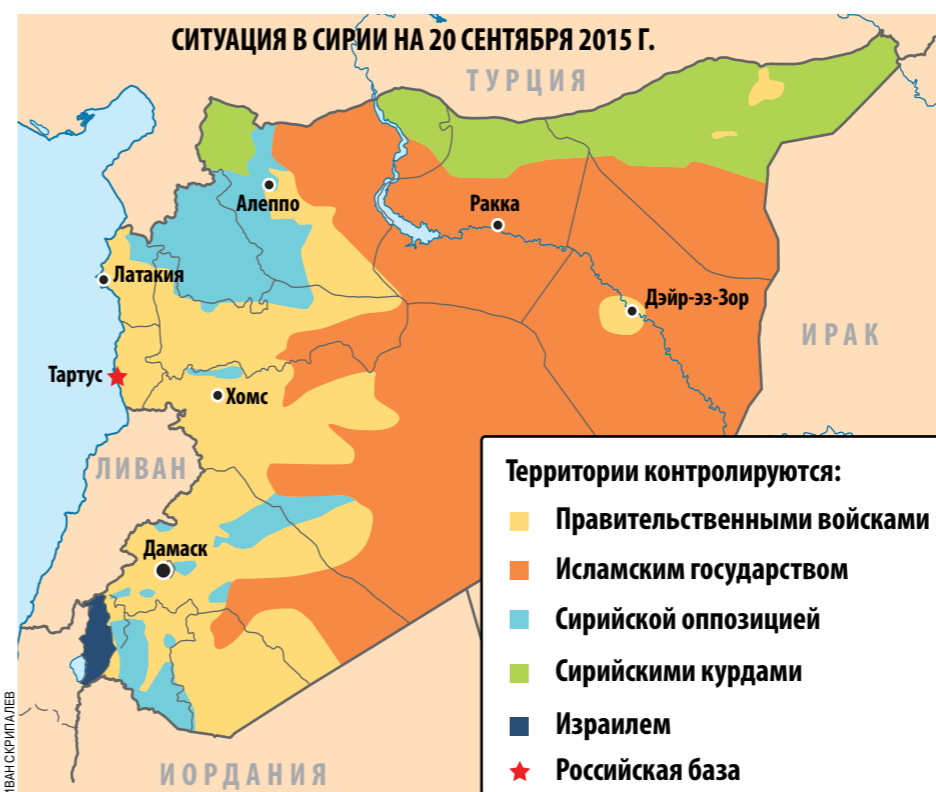 СИТУАЦИЯ В СИРИИ НА 20 СЕНТЯБРЯ 2015 Г.
ТУРЦИЯ
Алеппо
Ракка
Латакия
Дэйр-эз-Зор
ИРАК
Тартус
Хомс
ЛИВАН
Дамаск
ИОРДАНИЯ
Территории контролируются:
Правительственными войсками
Исламским государством
Сирийской оппозицией
Сирийскими курдами
Израилем
Российская база
ИВАН СКРИПАЛЕВ